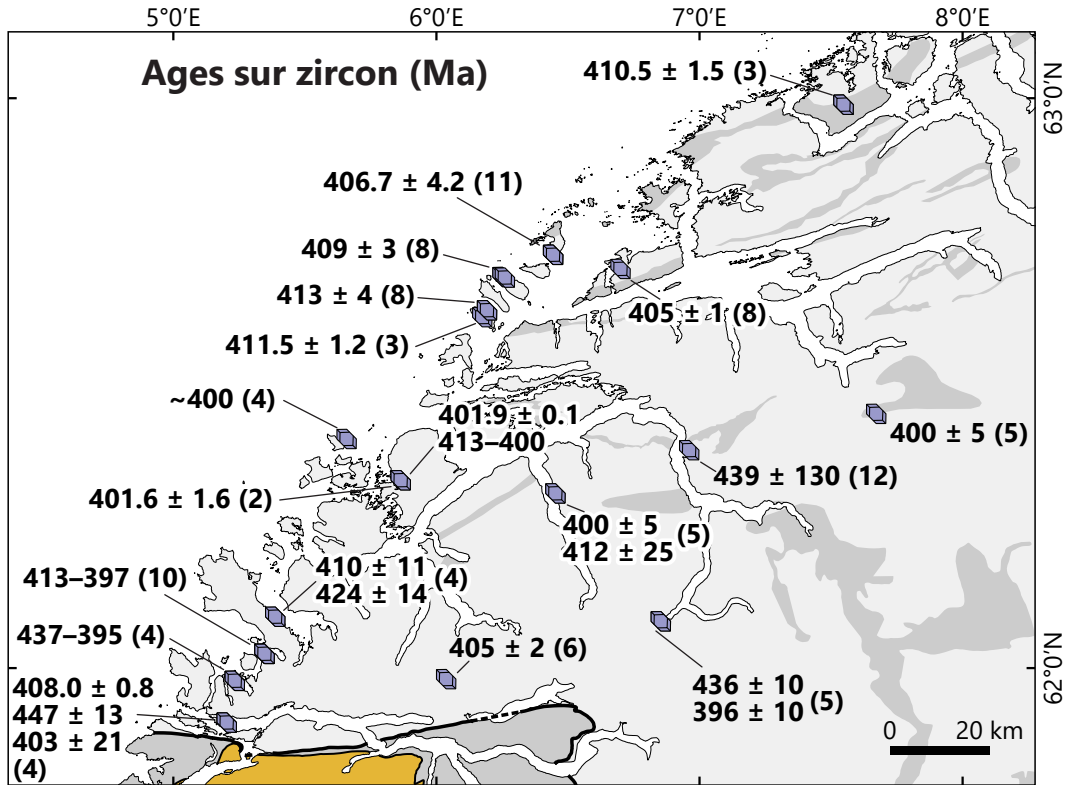 5°0′E 6°0′E 7°0′E 8°0′E
Ages sur zircon (Ma)
410.5 ± 1.5 (3)
63°0′N
406.7 ± 4.2 (11)
409 ± 3 (8)
413 ± 4 (8)
405 ± 1 (8)
411.5 ± 1.2 (3)
~400 (4)
401.9 ± 0.1
413–400
400 ± 5 (5)
439 ± 130 (12)
401.6 ± 1.6 (2)
400 ± 5
412 ± 25
(5)
410 ± 11
424 ± 14
(4)
413–397 (10)
437–395 (4)
405 ± 2 (6)
62°0′N
436 ± 10
396 ± 10
(5)
408.0 ± 0.8
447 ± 13
403 ± 21
(4)
0 20 km